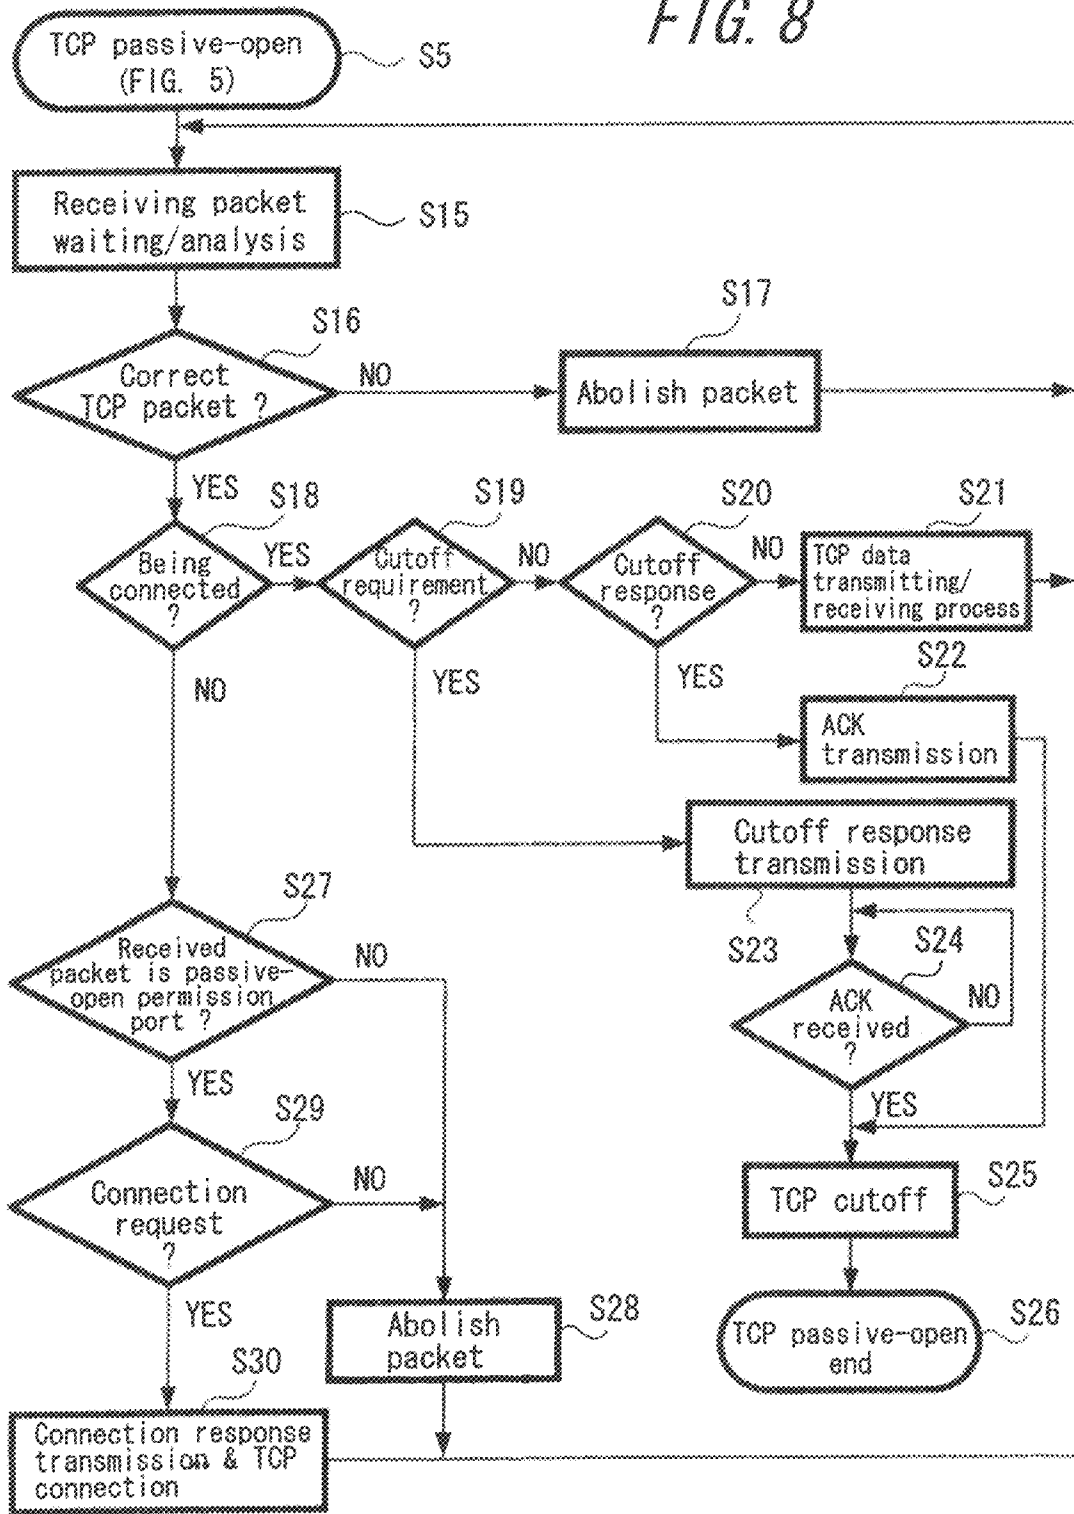 FIG. 8
TCP passive-open
(FIG. 5)
S5
Receiving packet
waiting/analysis
S15
S16
Correct
TCP packet ?
NO
S17
Abolish packet
YES
S18
Being
connected
?
YES
S19
Cutoff
requirement
?
NO
S20
Cutoff
response
?
NO
S21
TCP data
transmitting/
receiving process
NO
YES
YES
S22
ACK
transmission
Cutoff response
transmission
S23
S24
ACK
received
?
NO
YES
S27
Received
packet is passive-
open permission
port ?
NO
YES
S29
Connection
request
?
NO
YES
S25
TCP cutoff
S26
TCP passive-open
end
S28
Abolish
packet
S30
Connection response
transmission & TCP
connection